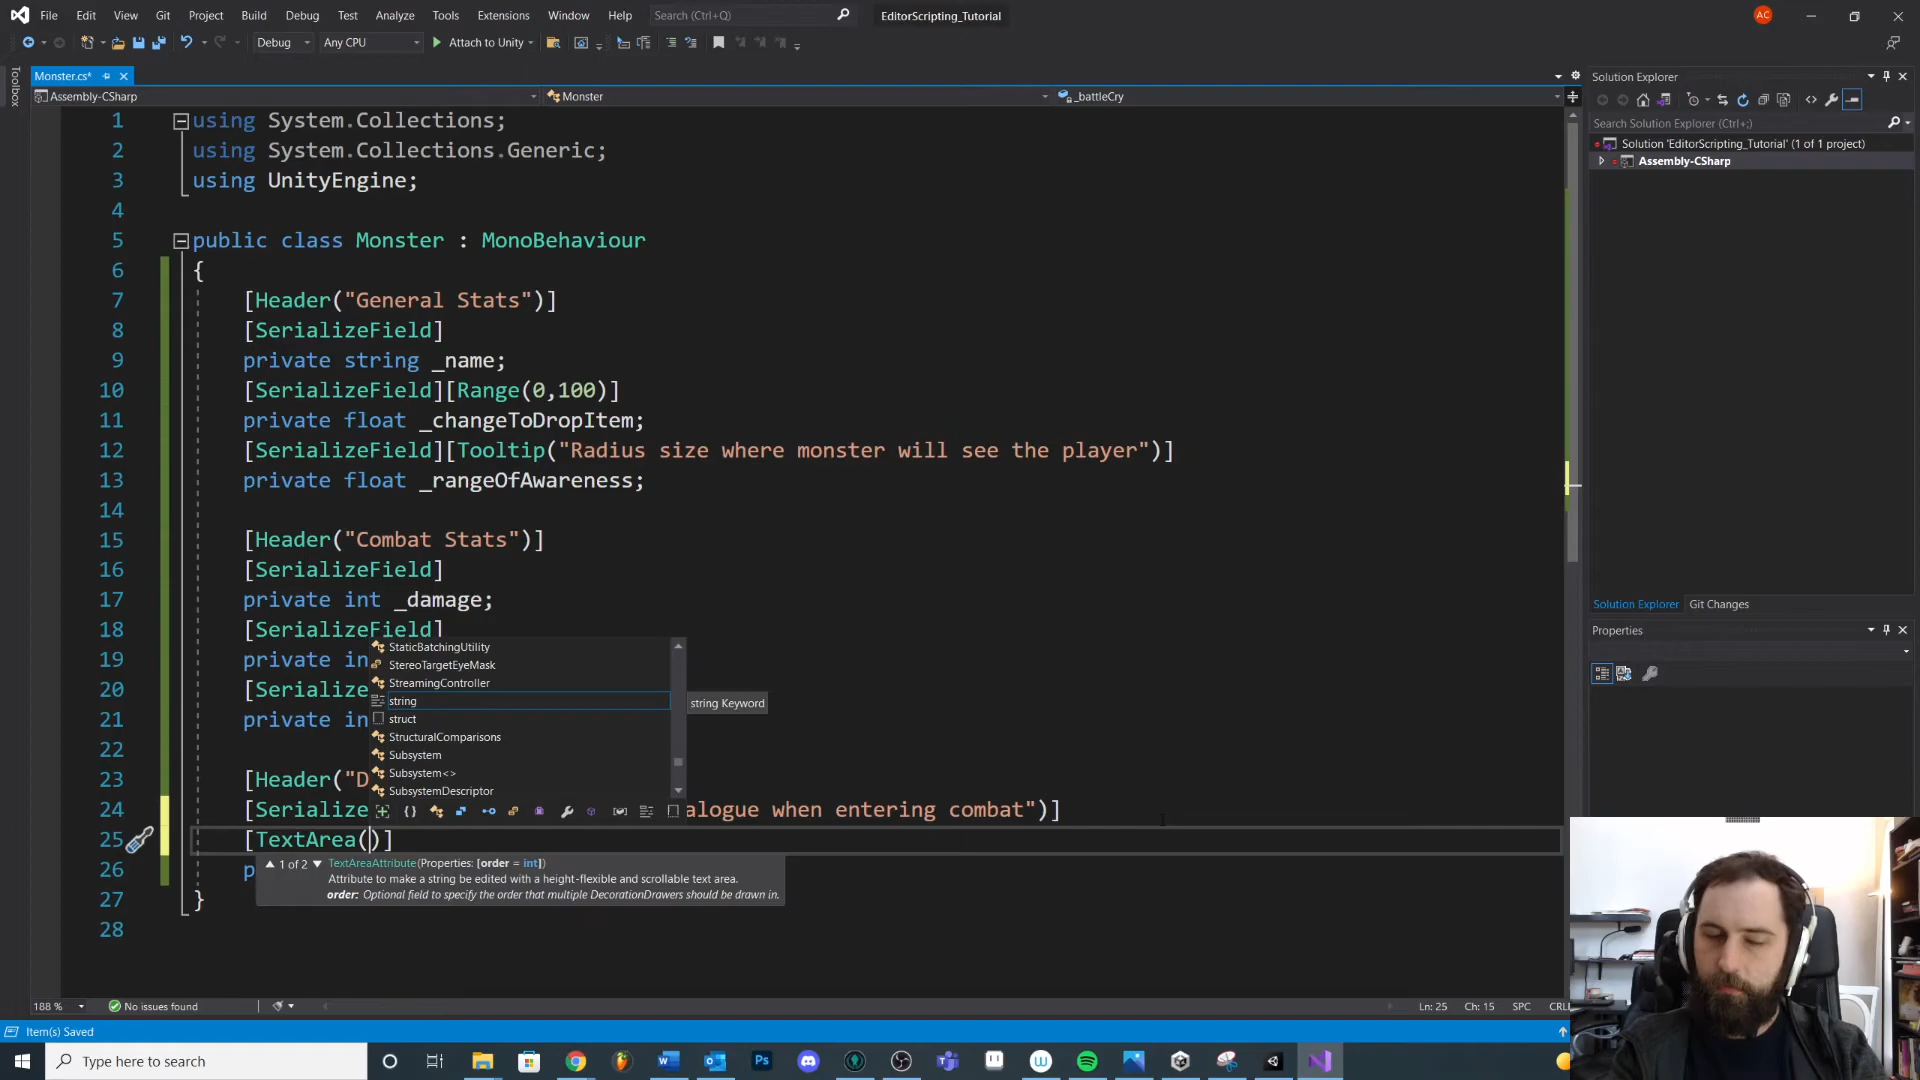 File Edit View Git Project Build Debug Test Analyze Tools Extensions Window Help Search (Ctrl+Q) EditorScripting_Tutorial AC
Debug Any CPU Attach to Unity
Toolbox
Monster.cs*
Assembly-CSharp Monster _battleCry
1 using System.Collections;
2 using System.Collections.Generic;
3 using UnityEngine;
4
5 public class Monster : MonoBehaviour
6 {
7 [Header("General Stats")]
8 [SerializeField]
9 private string _name;
10 [SerializeField][Range(0,100)]
11 private float _changeToDropItem;
12 [SerializeField][Tooltip("Radius size where monster will see the player")]
13 private float _rangeOfAwareness;
14
15 [Header("Combat Stats")]
16 [SerializeField]
17 private int _damage;
18 [SerializeField]
19 private in
20 [Serialize
21 private in
22
23 [Header("D
24 [Serialize alogue when entering combat")]
25 [TextArea()]
26 p
27 }
28
StaticBatchingUtility
StereoTargetEyeMask
StreamingController
string
string Keyword
struct
StructuralComparisons
Subsystem
Subsystem<>
SubsystemDescriptor
1 of 2 TextAreaAttribute(Properties: [order = int])
Attribute to make a string be edited with a height-flexible and scrollable text area.
order: Optional field to specify the order that multiple DecorationDrawers should be drawn in.
Solution Explorer
Search Solution Explorer (Ctrl+;)
Solution 'EditorScripting_Tutorial' (1 of 1 project)
Assembly-CSharp
Solution Explorer Git Changes
Properties
188 % No issues found Ln: 25 Ch: 15 SPC CRL
Item(s) Saved
Type here to search